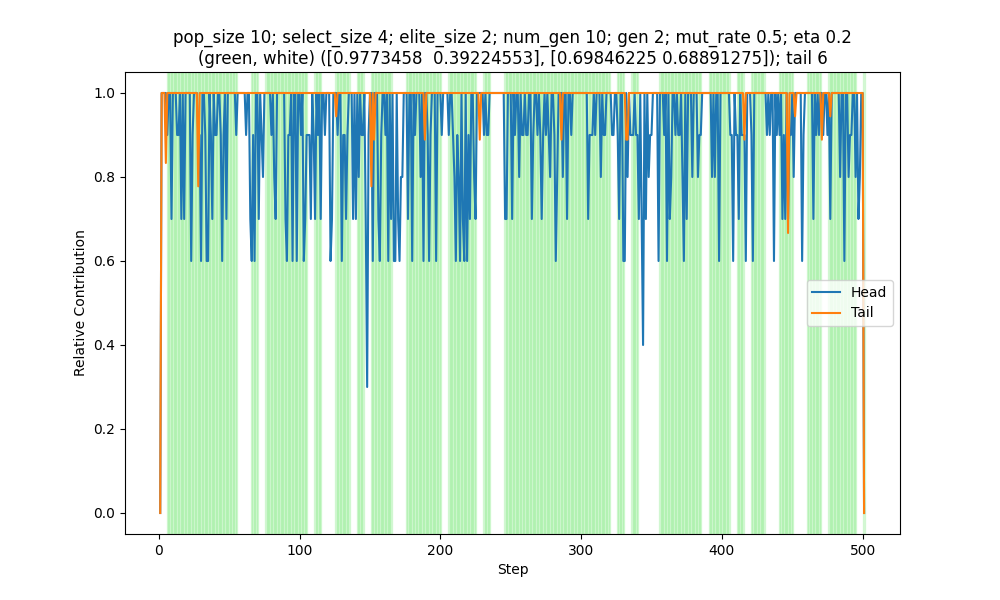 pop_size 10; select_size 4; elite_size 2; num_gen 10; gen 2; mut_rate 0.5; eta 0.2
(green, white) ([0.9773458  0.39224553], [0.69846225 0.68891275]); tail 6
1.0
0.8
0.6
0.4
0.2
0.0
Relative Contribution
Head
Tail
0
100
200
300
400
500
Step